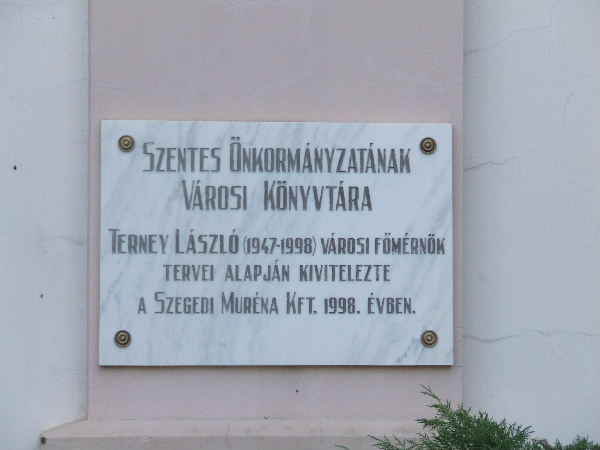 Szentes Önkormányzatának
Városi Könyvtára
Terney László (1947-1998) városi főmérnök
tervei alapján kivitelezte
a Szegedi Muréna Kft. 1998. évben.